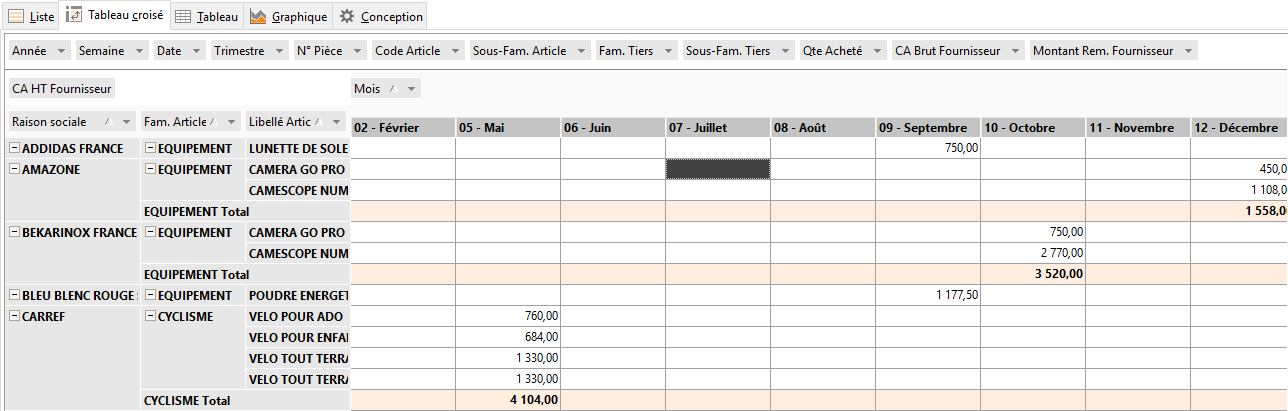 Liste Tableau croisé Tableau Graphique Conception
Année Semaine Date Trimestre N° Pièce Code Article Sous-Fam. Article Fam. Tiers Sous-Fam. Tiers Qte Acheté CA Brut Fournisseur Montant Rem. Fournisseur
CA HT Fournisseur Mois
Raison sociale Fam. Article Libellé Artic
02 - Février 05 - Mai 06 - Juin 07 - Juillet 08 - Août 09 - Septembre 10 - Octobre 11 - Novembre 12 - Décembre
ADDIDAS FRANCE EQUIPEMENT LUNETTE DE SOLE 750,00
AMAZONE EQUIPEMENT CAMERA GO PRO 450,0
CAMESCOPE NUM 1 108,0
EQUIPEMENT Total 1 558,0
BEKARINOX FRANCE EQUIPEMENT CAMERA GO PRO 750,00
CAMESCOPE NUM 2 770,00
EQUIPEMENT Total 3 520,00
BLEU BLENC ROUGE EQUIPEMENT POUDRE ENERGET 1 177,50
CARREF CYCLISME VELO POUR ADO 760,00
VELO POUR ENFA 684,00
VELO TOUT TERRA 1 330,00
VELO TOUT TERRA 1 330,00
CYCLISME Total 4 104,00